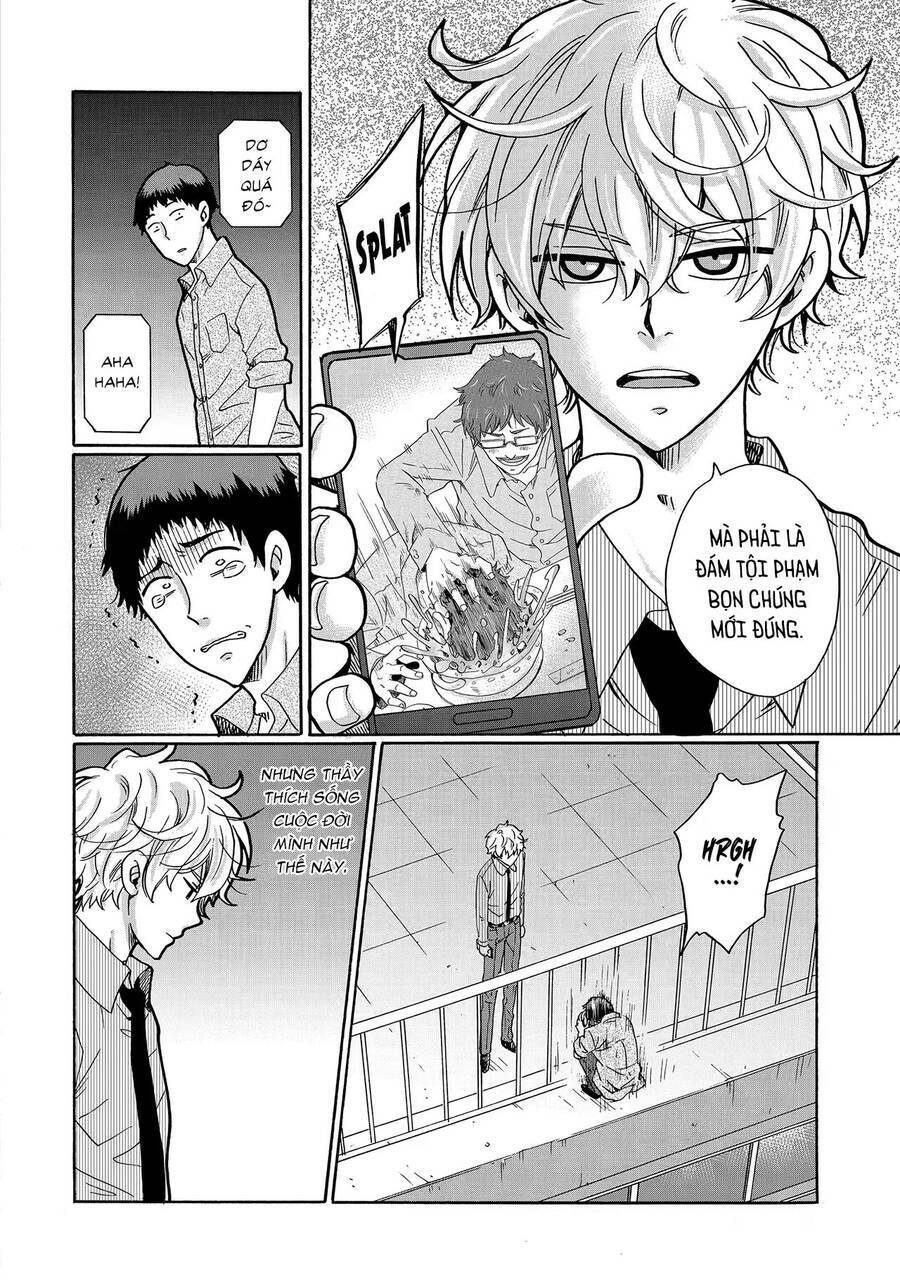 MÀ PHẢI LÀ
ĐÁM TỘI PHẠM
BỌN CHÚNG
MỚI ĐÚNG.
SPLAT
DƠ
DÁY
QUÁ
ĐÓ~
AHA
HAHA!
HRGH
...!
NHƯNG THẦY
THÍCH SỐNG
CUỘC ĐỜI
MÌNH NHƯ
THẾ NÀY.